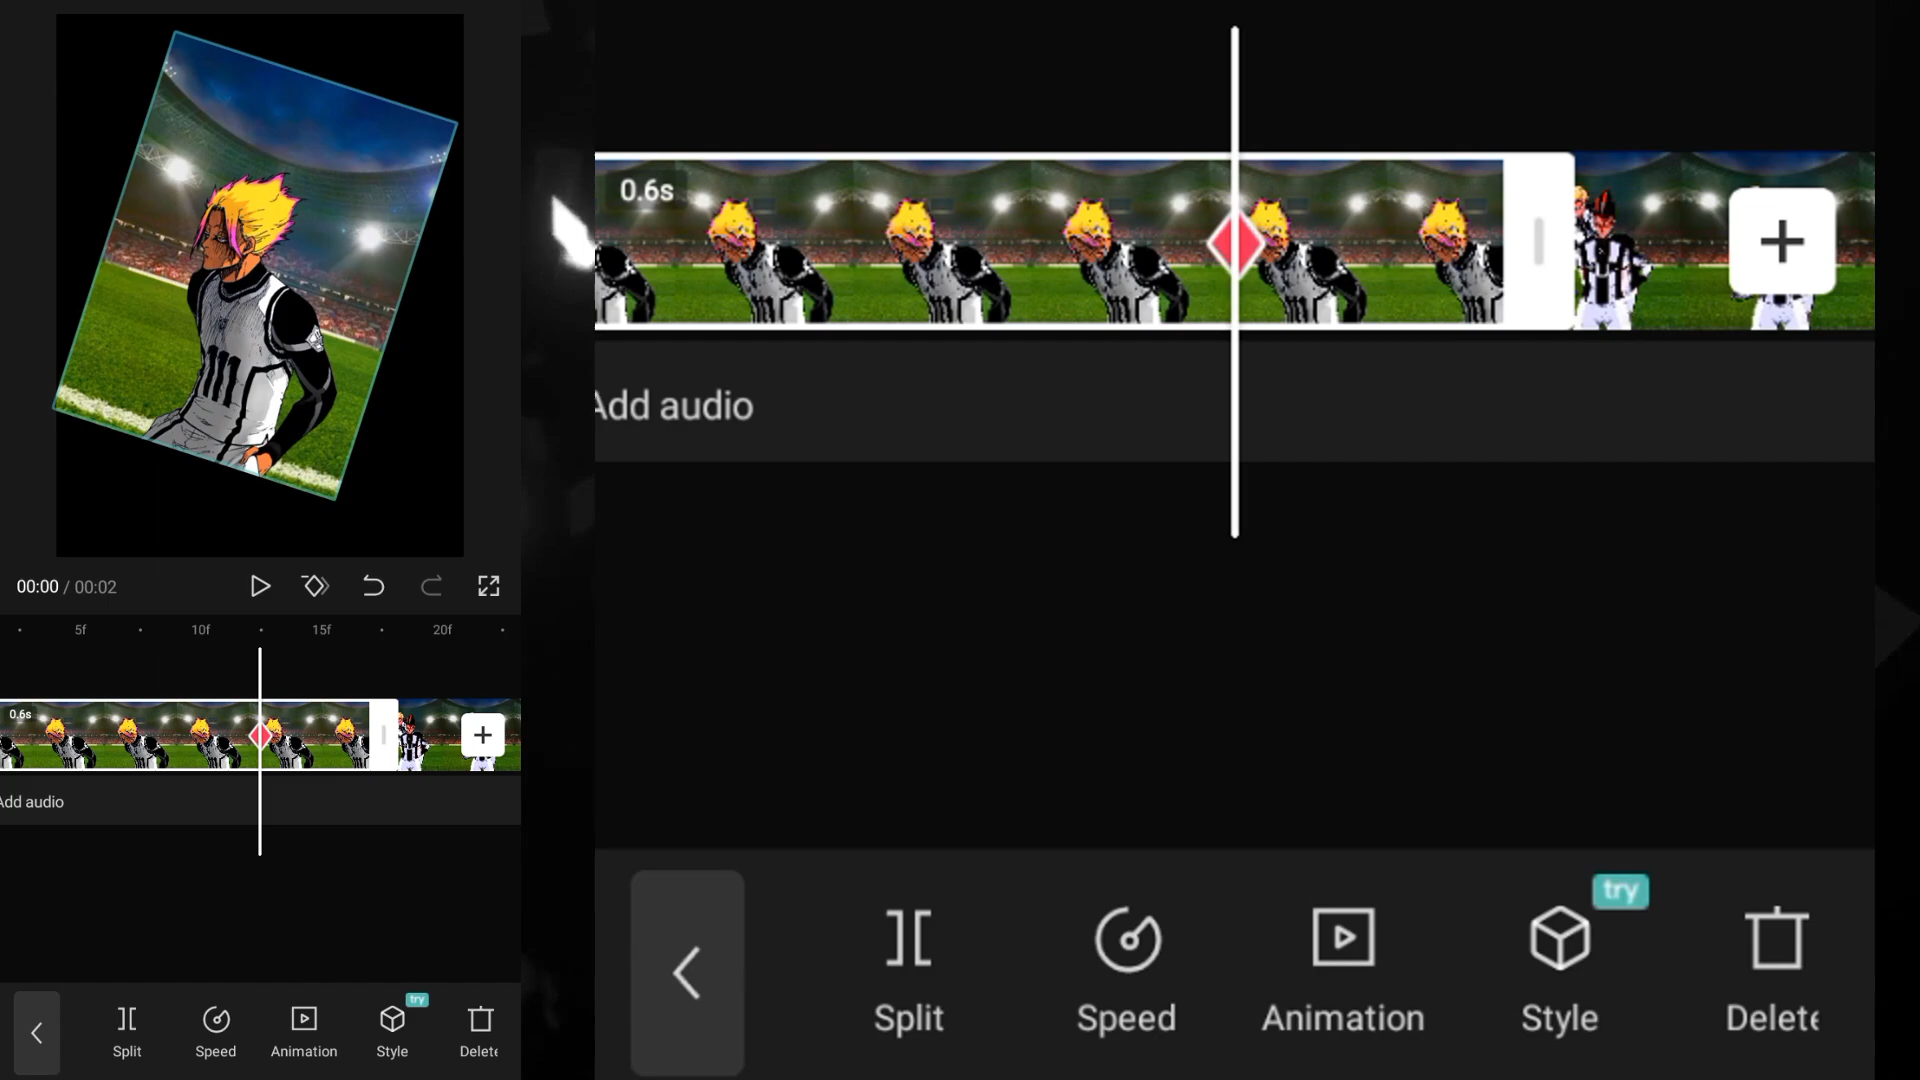 00:00 / 00:02
5f
10f
15f
20f
0.6s
Add audio
Split
Speed
Animation
try
Style
Delete
0.6s
Add audio
Split
Speed
Animation
try
Style
Delete